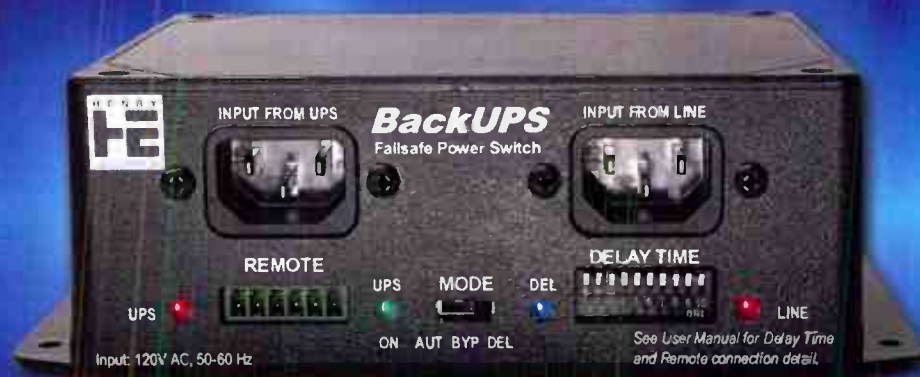 HENRY
HE
INPUT FROM UPS
BackUPS
Failsafe Power Switch
INPUT FROM LINE
REMOTE
DELAY TIME
UPS
UPS
MODE
DEL
LINE
ON AUT BYP DEL
Input: 120V AC, 50-60 Hz
See User Manual for Delay Time
and Remote connection detail.